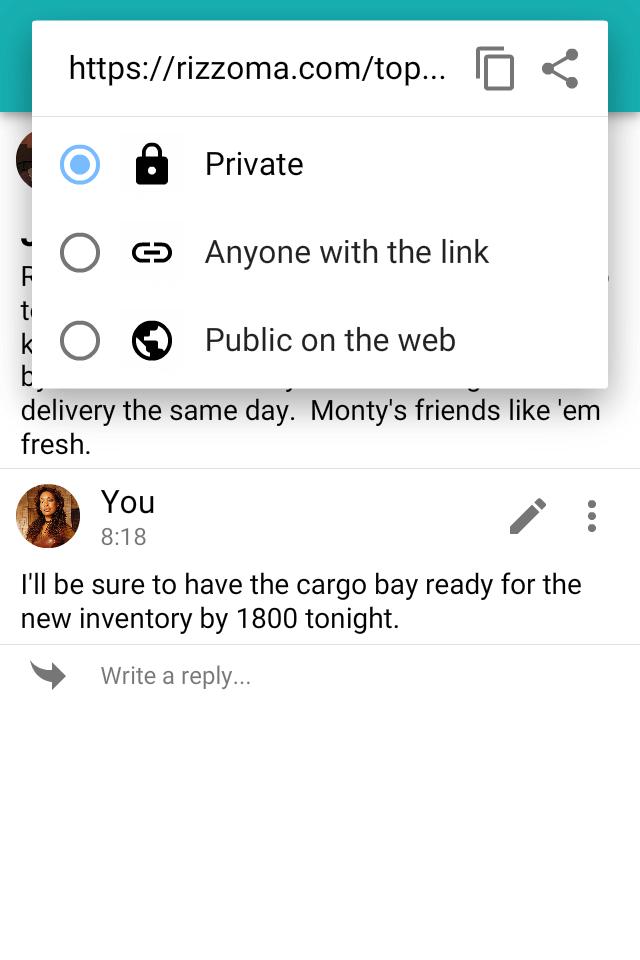 https://rizzoma.com/top...
Private
Anyone with the link
Public on the web
delivery the same day.  Monty's friends like 'em
fresh.
You
8:18
I'll be sure to have the cargo bay ready for the
new inventory by 1800 tonight.
Write a reply...